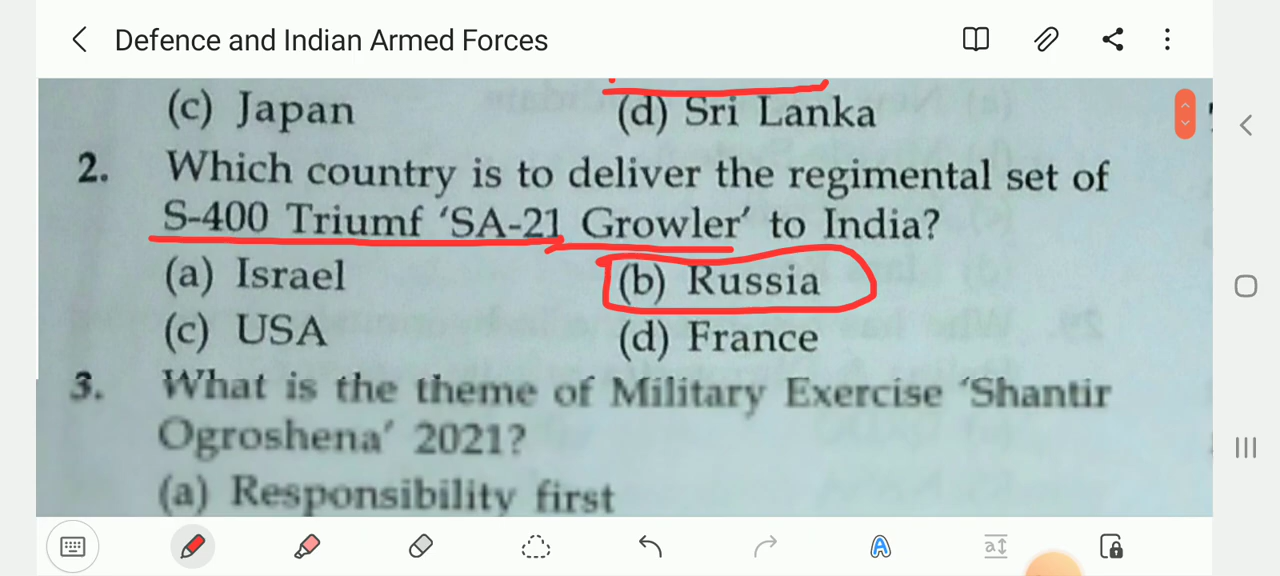 Defence and Indian Armed Forces
(c) Japan (d) Sri Lanka
2. Which country is to deliver the regimental set of
S-400 Triumf ‘SA-21 Growler’ to India?
(a) Israel (b) Russia
(c) USA (d) France
3. What is the theme of Military Exercise ‘Shantir
Ogroshena’ 2021?
(a) Responsibility first